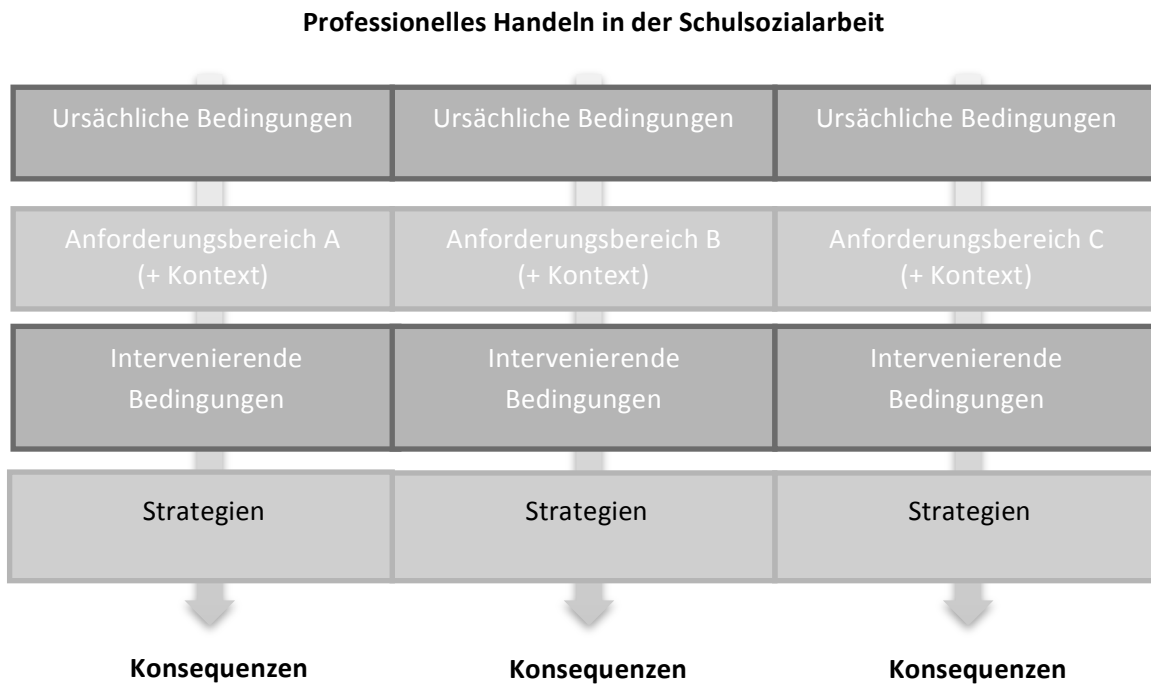 Professionelles Handeln in der Schulsozialarbeit
Ursächliche Bedingungen
Ursächliche Bedingungen
Ursächliche Bedingungen
Anforderungsbereich A
(+ Kontext)
Anforderungsbereich B
(+ Kontext)
Anforderungsbereich C
(+ Kontext)
Intervenierende
Bedingungen
Intervenierende
Bedingungen
Intervenierende
Bedingungen
Strategien
Strategien
Strategien
Konsequenzen
Konsequenzen
Konsequenzen